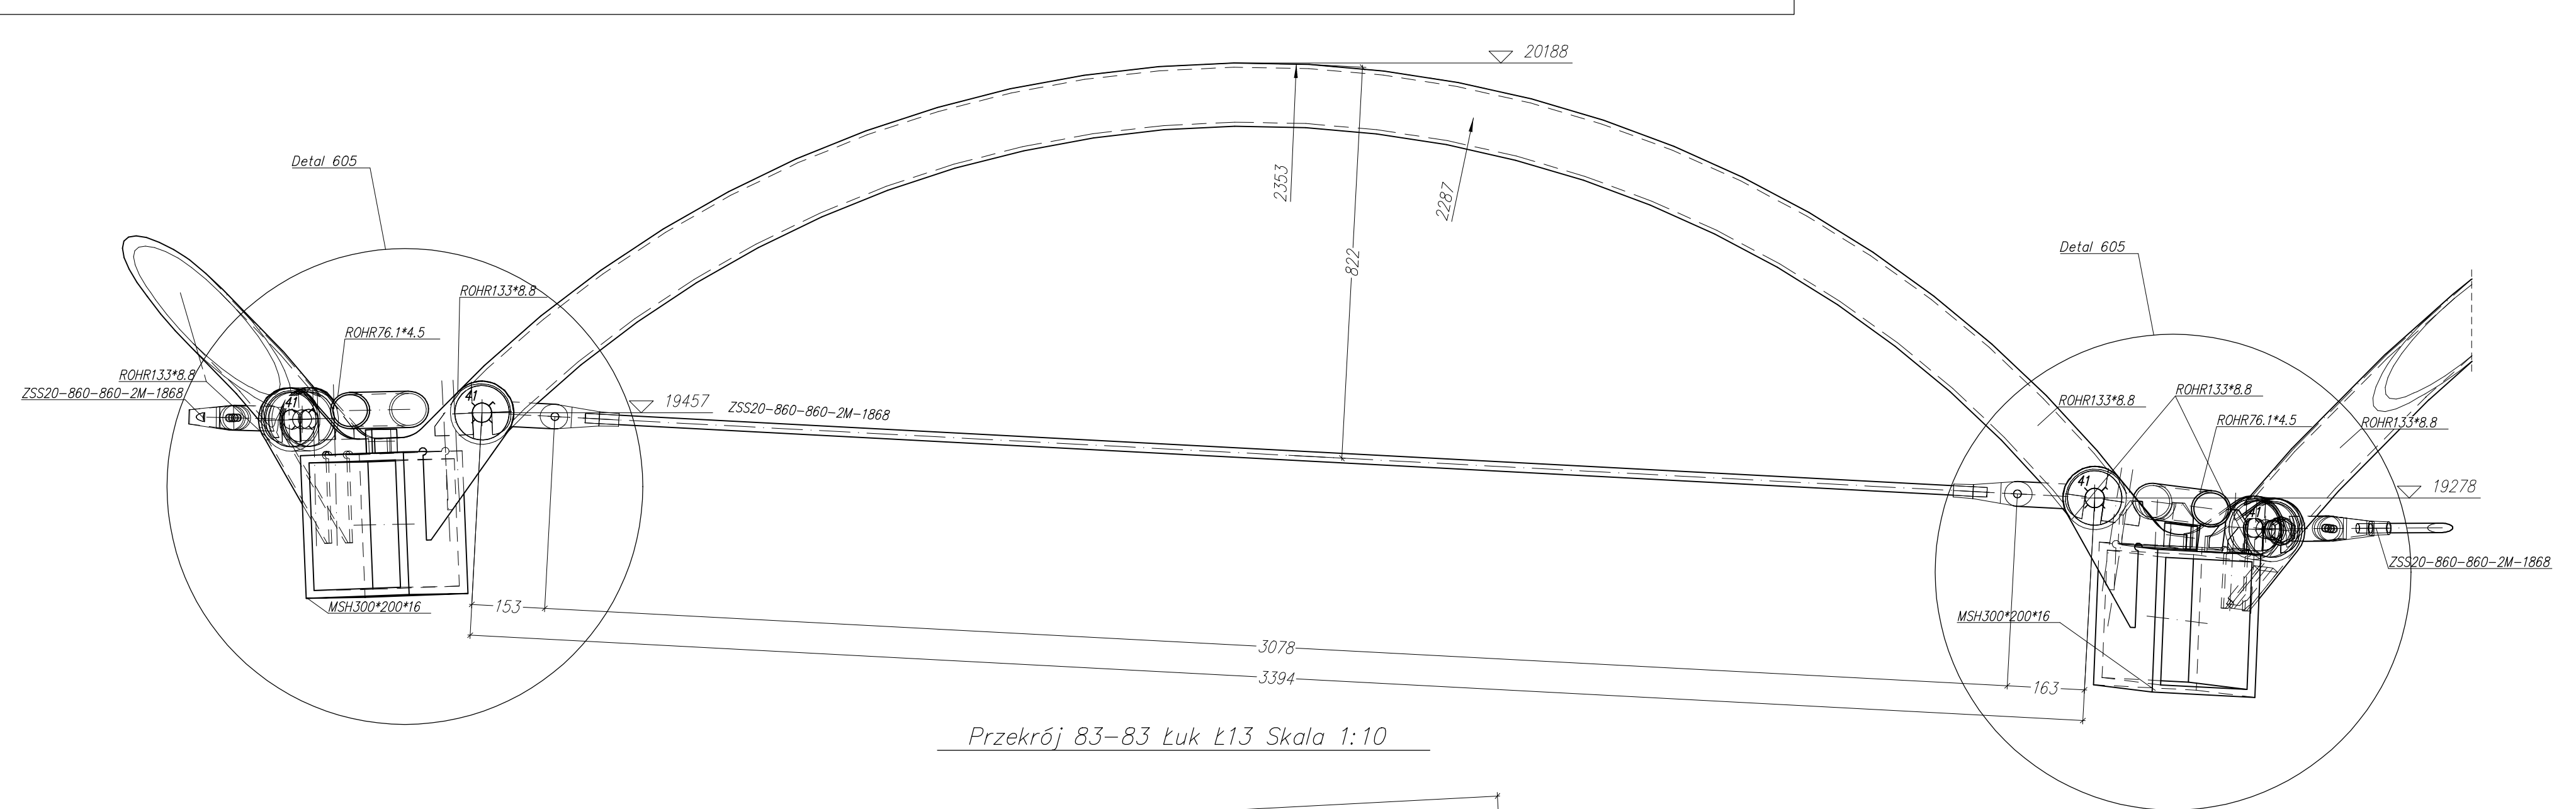 20188
Detal 605
2353
2287
822
Detal 605
ROHR133*8.8
ROHR76.1*4.5
ROHR133*8.8
ZSS20-860-860-2M-1868
41
41
19457
ZSS20-860-860-2M-1868
ROHR133*8.8
ROHR133*8.8
ROHR76.1*4.5
ROHR133*8.8
41
41
19278
ZSS20-860-860-2M-1868
MSH300*200*16
MSH300*200*16
153
3078
163
3394
Przekrój 83-83 Łuk Ł13 Skala 1:10